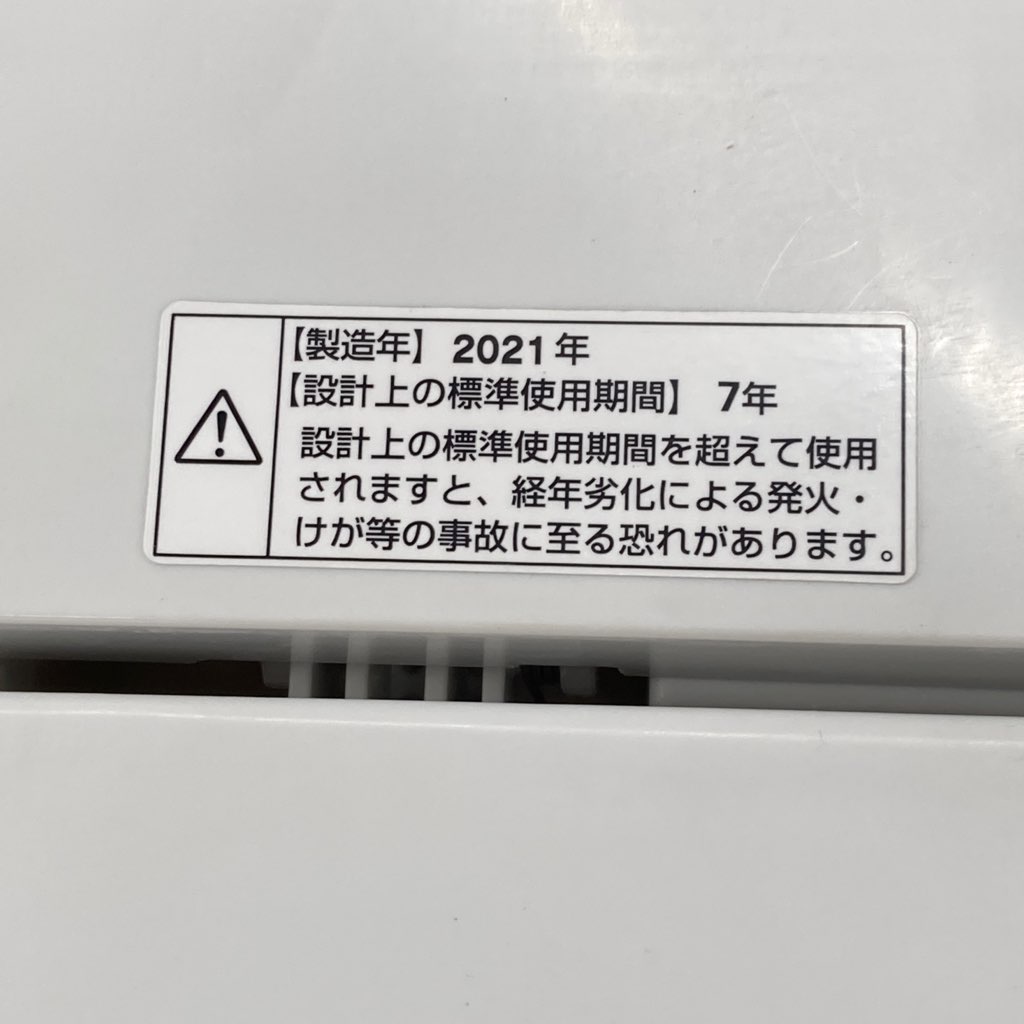 【製造年】 2021年
【設計上の標準使用期間】 7年
設計上の標準使用期間を超えて使用
されますと、経年劣化による発火・
けが等の事故に至る恐れがあります。